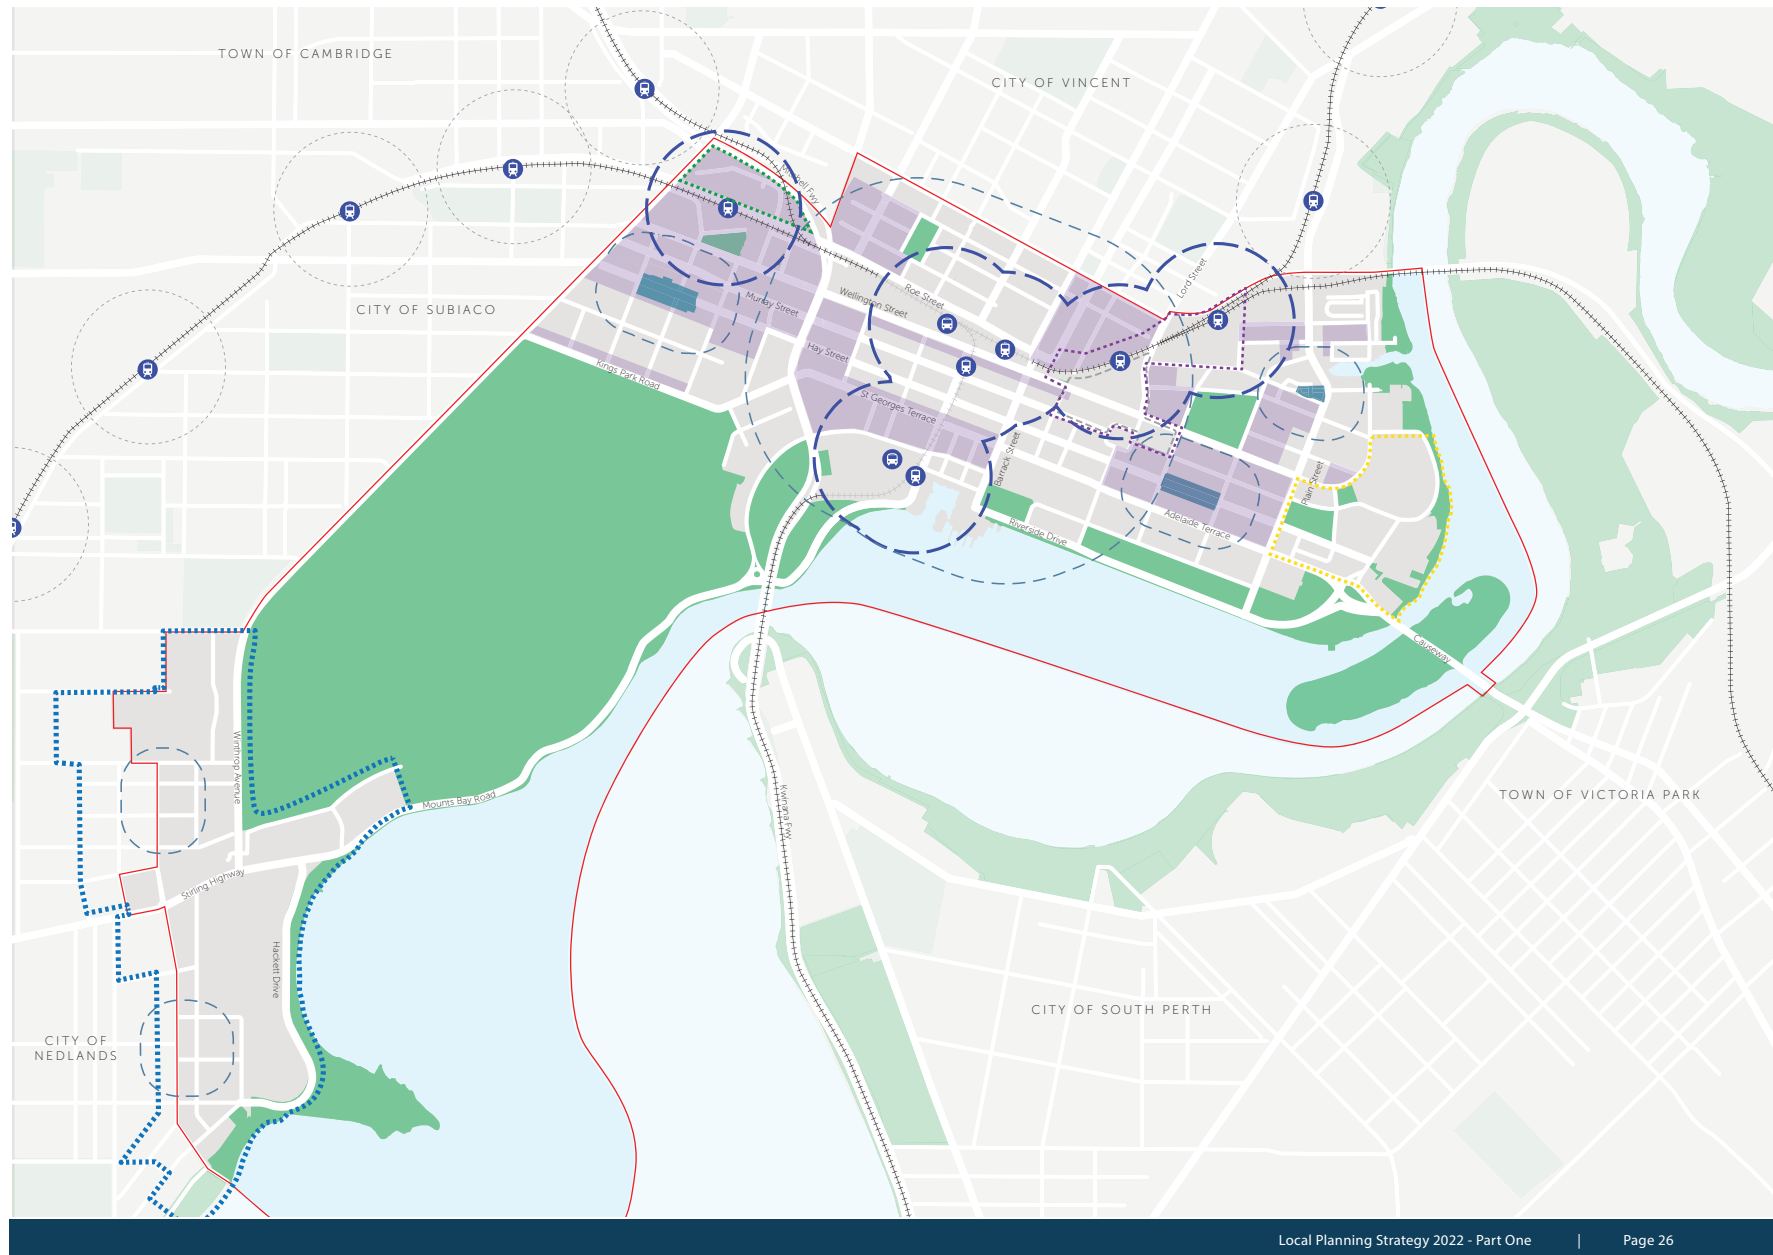 TOWN OF CAMBRIDGE
CITY OF VINCENT
Mitchell Fwy
Lord Street
CITY OF SUBIACO
Murray Street
Wellington Street
Roe Street
Hay Street
Kings Park Road
St Georges Terrace
Barrack Street
Plain Street
Adelaide Terrace
Riverside Drive
Causeway
Winthrop Avenue
Mounts Bay Road
Kwinana Fwy
TOWN OF VICTORIA PARK
Stirling Highway
Hackett Drive
CITY OF SOUTH PERTH
CITY OF
NEDLANDS
Local Planning Strategy 2022 - Part One | Page 26